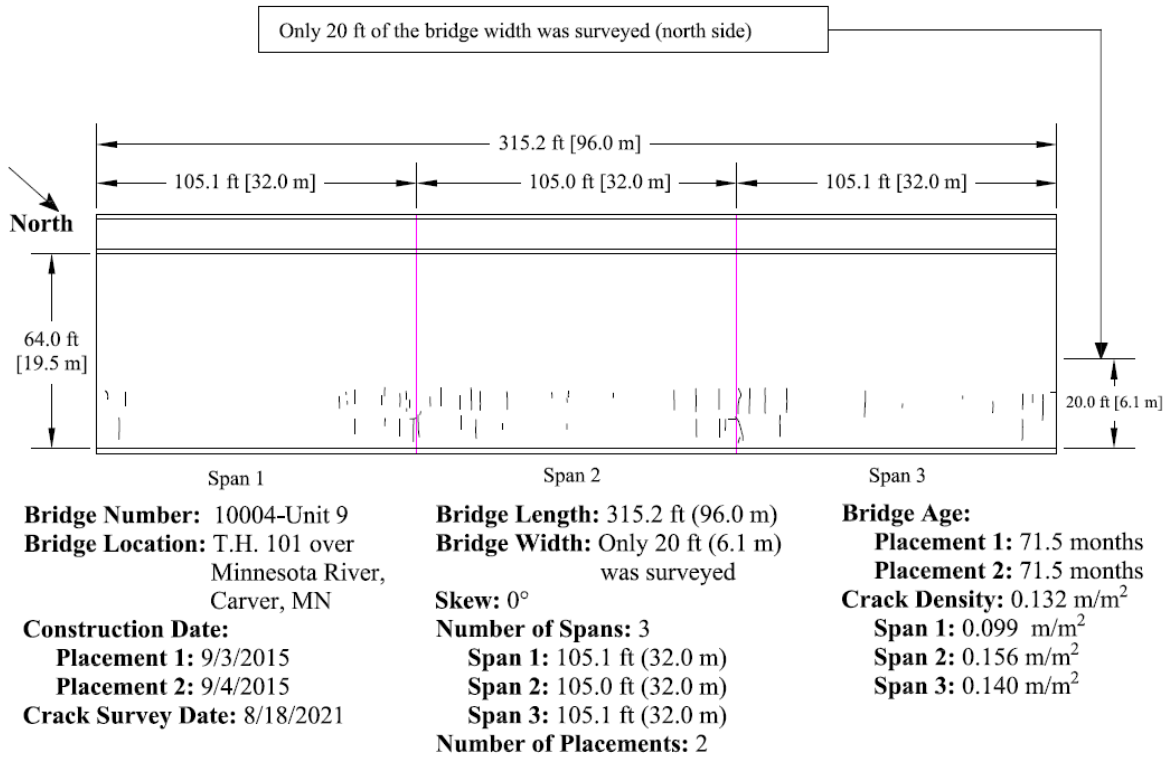 Only 20 ft of the bridge width was surveyed (north side)
315.2 ft [96.0 m]
105.1 ft [32.0 m]
105.0 ft [32.0 m]
105.1 ft [32.0 m]
North
64.0 ft
[19.5 m]
20.0 ft [6.1 m]
Span 1
Span 2
Span 3
Bridge Number: 10004-Unit 9
Bridge Location: T.H. 101 over
Minnesota River,
Carver, MN
Construction Date:
Placement 1: 9/3/2015
Placement 2: 9/4/2015
Crack Survey Date: 8/18/2021
Bridge Length: 315.2 ft (96.0 m)
Bridge Width: Only 20 ft (6.1 m)
was surveyed
Skew: 0°
Number of Spans: 3
Span 1: 105.1 ft (32.0 m)
Span 2: 105.0 ft (32.0 m)
Span 3: 105.1 ft (32.0 m)
Number of Placements: 2
Bridge Age:
Placement 1: 71.5 months
Placement 2: 71.5 months
Crack Density: 0.132 m/m²
Span 1: 0.099 m/m²
Span 2: 0.156 m/m²
Span 3: 0.140 m/m²